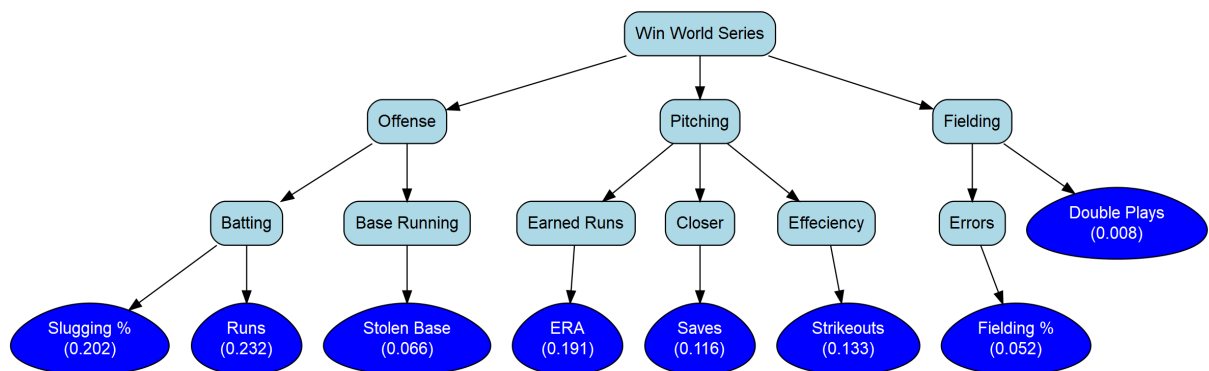 Win World Series
Offense
Pitching
Fielding
Batting
Base Running
Earned Runs
Closer
Effeciency
Errors
Double Plays
(0.008)
Slugging %
(0.202)
Runs
(0.232)
Stolen Base
(0.066)
ERA
(0.191)
Saves
(0.116)
Strikeouts
(0.133)
Fielding %
(0.052)